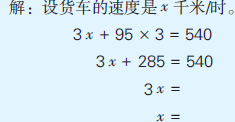 解：设货车的速度是 x 千米/时。
3x + 95 × 3 = 540
3x + 285 = 540
3x =
x =